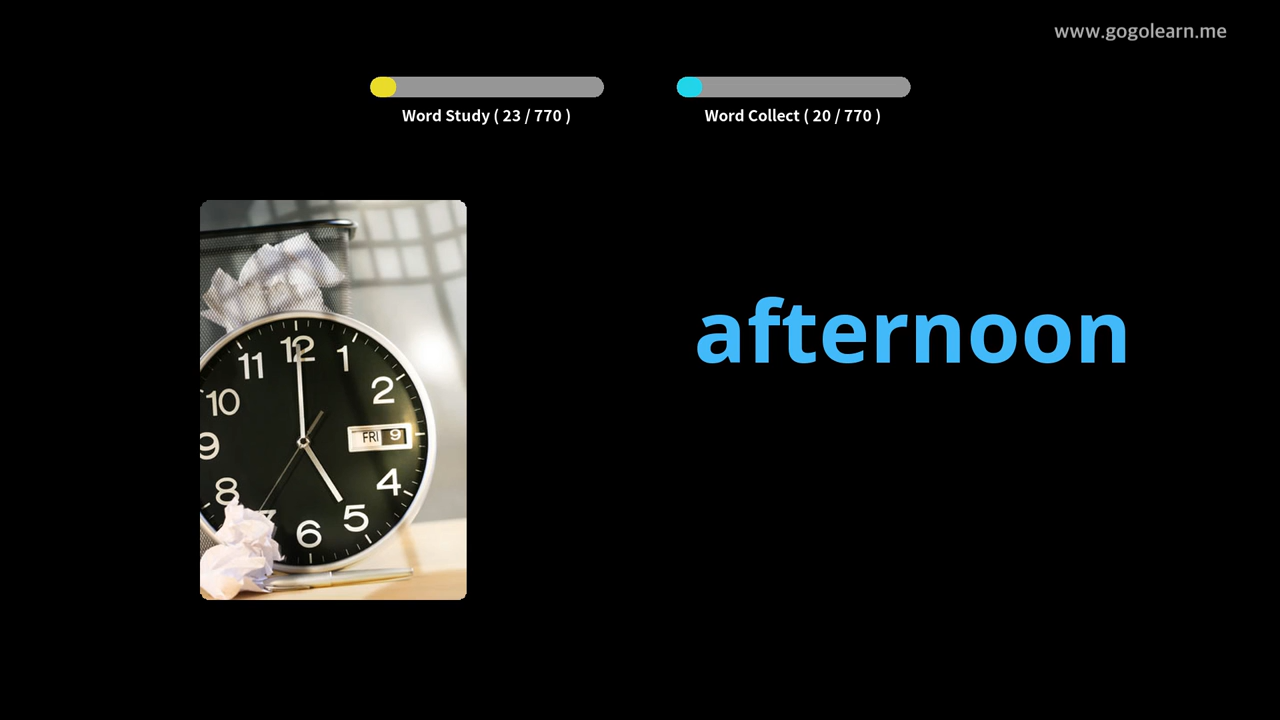 www.gogolearn.me
Word Study ( 23 / 770 )
Word Collect ( 20 / 770 )
afternoon
12
11
1
10
2
9
FRI 9
8
4
7
5
6